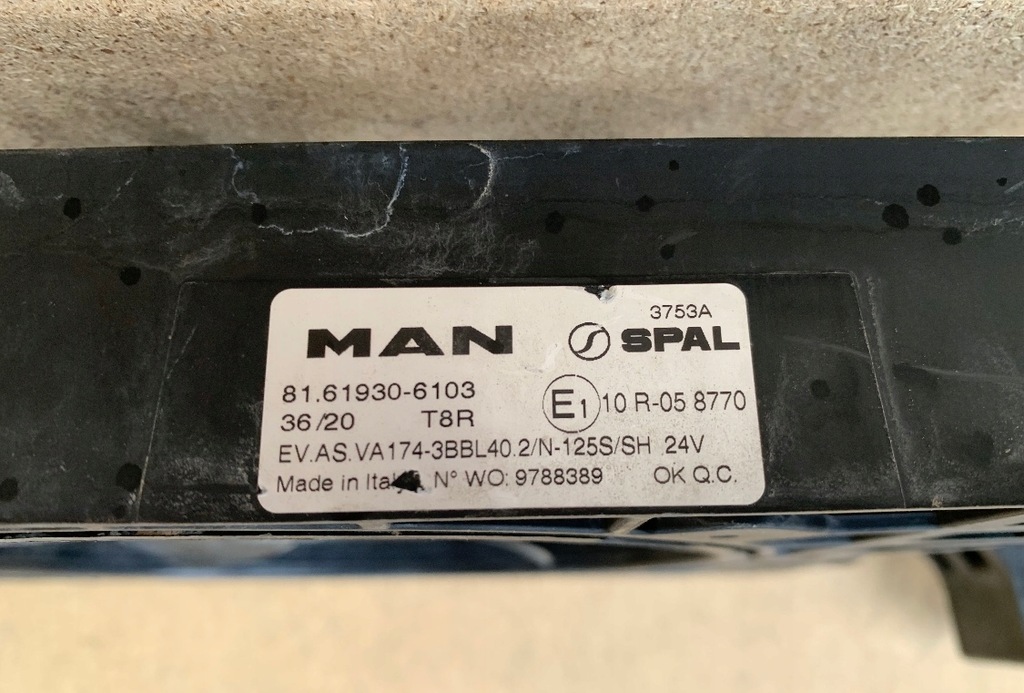 3753A
MAN SPAL
81.61930-6103
E1 10 R-05 8770
36/20 T8R
EV.AS.VA174-3BBL40.2/N-125S/SH 24V
Made in Italy N° WO: 9788389 OK Q.C.